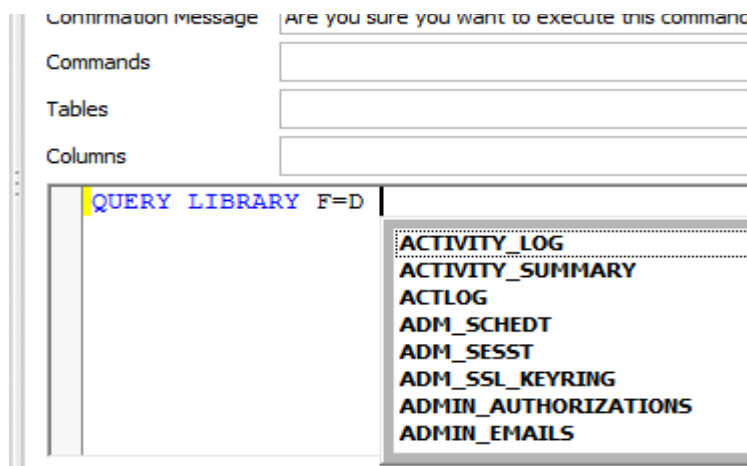 Confirmation Message Are you sure you want to execute this command
Commands
Tables
Columns
QUERY LIBRARY F=D
ACTIVITY_LOG
ACTIVITY_SUMMARY
ACTLOG
ADM_SCHEDT
ADM_SESST
ADM_SSL_KEYRING
ADMIN_AUTHORIZATIONS
ADMIN_EMAILS